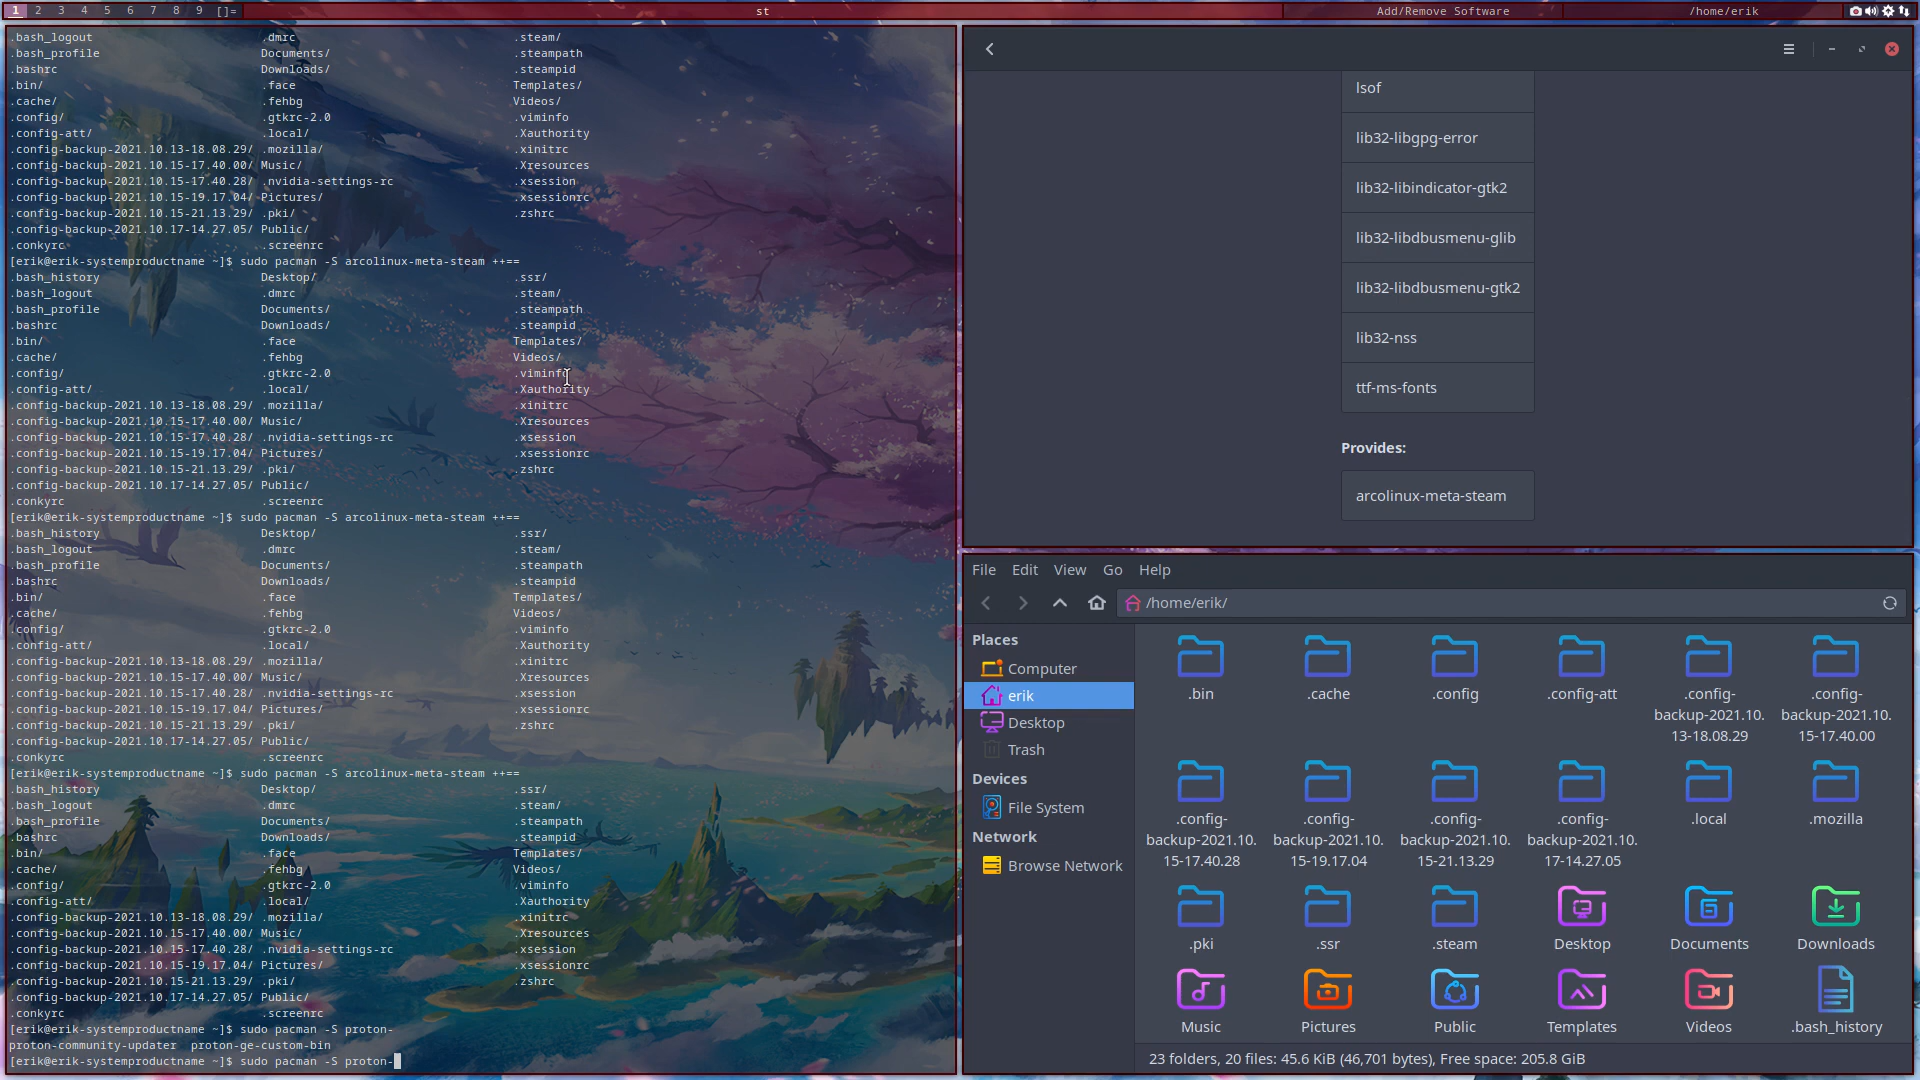 1 2 3 4 5 6 7 8 9 []= st Add/Remove Software /home/erik
.bash_logout .dmrc .steam/
.bash_profile Documents/ .steampath
.bashrc Downloads/ .steampid
.bin/ .face Templates/
.cache/ .fehbg Videos/
.config/ .gtkrc-2.0 .viminfo
.config-att/ .local/ .Xauthority
.config-backup-2021.10.13-18.08.29/ .mozilla/ .xinitrc
.config-backup-2021.10.15-17.40.00/ Music/ .Xresources
.config-backup-2021.10.15-17.40.28/ .nvidia-settings-rc .xsession
.config-backup-2021.10.15-19.17.04/ Pictures/ .xsessionrc
.config-backup-2021.10.15-21.13.29/ .pki/ .zshrc
.config-backup-2021.10.17-14.27.05/ Public/
.conkyrc .screenrc
[erik@erik-systemproductname ~]$ sudo pacman -S arcolinux-meta-steam ++==
.bash_history Desktop/ .ssr/
.bash_logout .dmrc .steam/
.bash_profile Documents/ .steampath
.bashrc Downloads/ .steampid
.bin/ .face Templates/
.cache/ .fehbg Videos/
.config/ .gtkrc-2.0 .viminfo
.config-att/ .local/ .Xauthority
.config-backup-2021.10.13-18.08.29/ .mozilla/ .xinitrc
.config-backup-2021.10.15-17.40.00/ Music/ .Xresources
.config-backup-2021.10.15-17.40.28/ .nvidia-settings-rc .xsession
.config-backup-2021.10.15-19.17.04/ Pictures/ .xsessionrc
.config-backup-2021.10.15-21.13.29/ .pki/ .zshrc
.config-backup-2021.10.17-14.27.05/ Public/
.conkyrc .screenrc
[erik@erik-systemproductname ~]$ sudo pacman -S arcolinux-meta-steam ++==
.bash_history Desktop/ .ssr/
.bash_logout .dmrc .steam/
.bash_profile Documents/ .steampath
.bashrc Downloads/ .steampid
.bin/ .face Templates/
.cache/ .fehbg Videos/
.config/ .gtkrc-2.0 .viminfo
.config-att/ .local/ .Xauthority
.config-backup-2021.10.13-18.08.29/ .mozilla/ .xinitrc
.config-backup-2021.10.15-17.40.00/ Music/ .Xresources
.config-backup-2021.10.15-17.40.28/ .nvidia-settings-rc .xsession
.config-backup-2021.10.15-19.17.04/ Pictures/ .xsessionrc
.config-backup-2021.10.15-21.13.29/ .pki/ .zshrc
.config-backup-2021.10.17-14.27.05/ Public/
.conkyrc .screenrc
[erik@erik-systemproductname ~]$ sudo pacman -S arcolinux-meta-steam ++==
.bash_history Desktop/ .ssr/
.bash_logout .dmrc .steam/
.bash_profile Documents/ .steampath
.bashrc Downloads/ .steampid
.bin/ .face Templates/
.cache/ .fehbg Videos/
.config/ .gtkrc-2.0 .viminfo
.config-att/ .local/ .Xauthority
.config-backup-2021.10.13-18.08.29/ .mozilla/ .xinitrc
.config-backup-2021.10.15-17.40.00/ Music/ .Xresources
.config-backup-2021.10.15-17.40.28/ .nvidia-settings-rc .xsession
.config-backup-2021.10.15-19.17.04/ Pictures/ .xsessionrc
.config-backup-2021.10.15-21.13.29/ .pki/ .zshrc
.config-backup-2021.10.17-14.27.05/ Public/
.conkyrc .screenrc
[erik@erik-systemproductname ~]$ sudo pacman -S proton-
proton-community-updater proton-ge-custom-bin
[erik@erik-systemproductname ~]$ sudo pacman -S proton-
lsof
lib32-libgpg-error
lib32-libindicator-gtk2
lib32-libdbusmenu-glib
lib32-libdbusmenu-gtk2
lib32-nss
ttf-ms-fonts
Provides:
arcolinux-meta-steam
File Edit View Go Help
/home/erik/
Places
Computer
erik
Desktop
Trash
Devices
File System
Network
Browse Network
.bin .cache .config .config-att .config- .config-
backup-2021.10. backup-2021.10.
13-18.08.29 15-17.40.00
.config- .config- .config- .config- .local .mozilla
backup-2021.10. backup-2021.10. backup-2021.10. backup-2021.10.
15-17.40.28 15-19.17.04 15-21.13.29 17-14.27.05
.pki .ssr .steam Desktop Documents Downloads
Music Pictures Public Templates Videos .bash_history
23 folders, 20 files: 45.6 KiB (46,701 bytes), Free space: 205.8 GiB